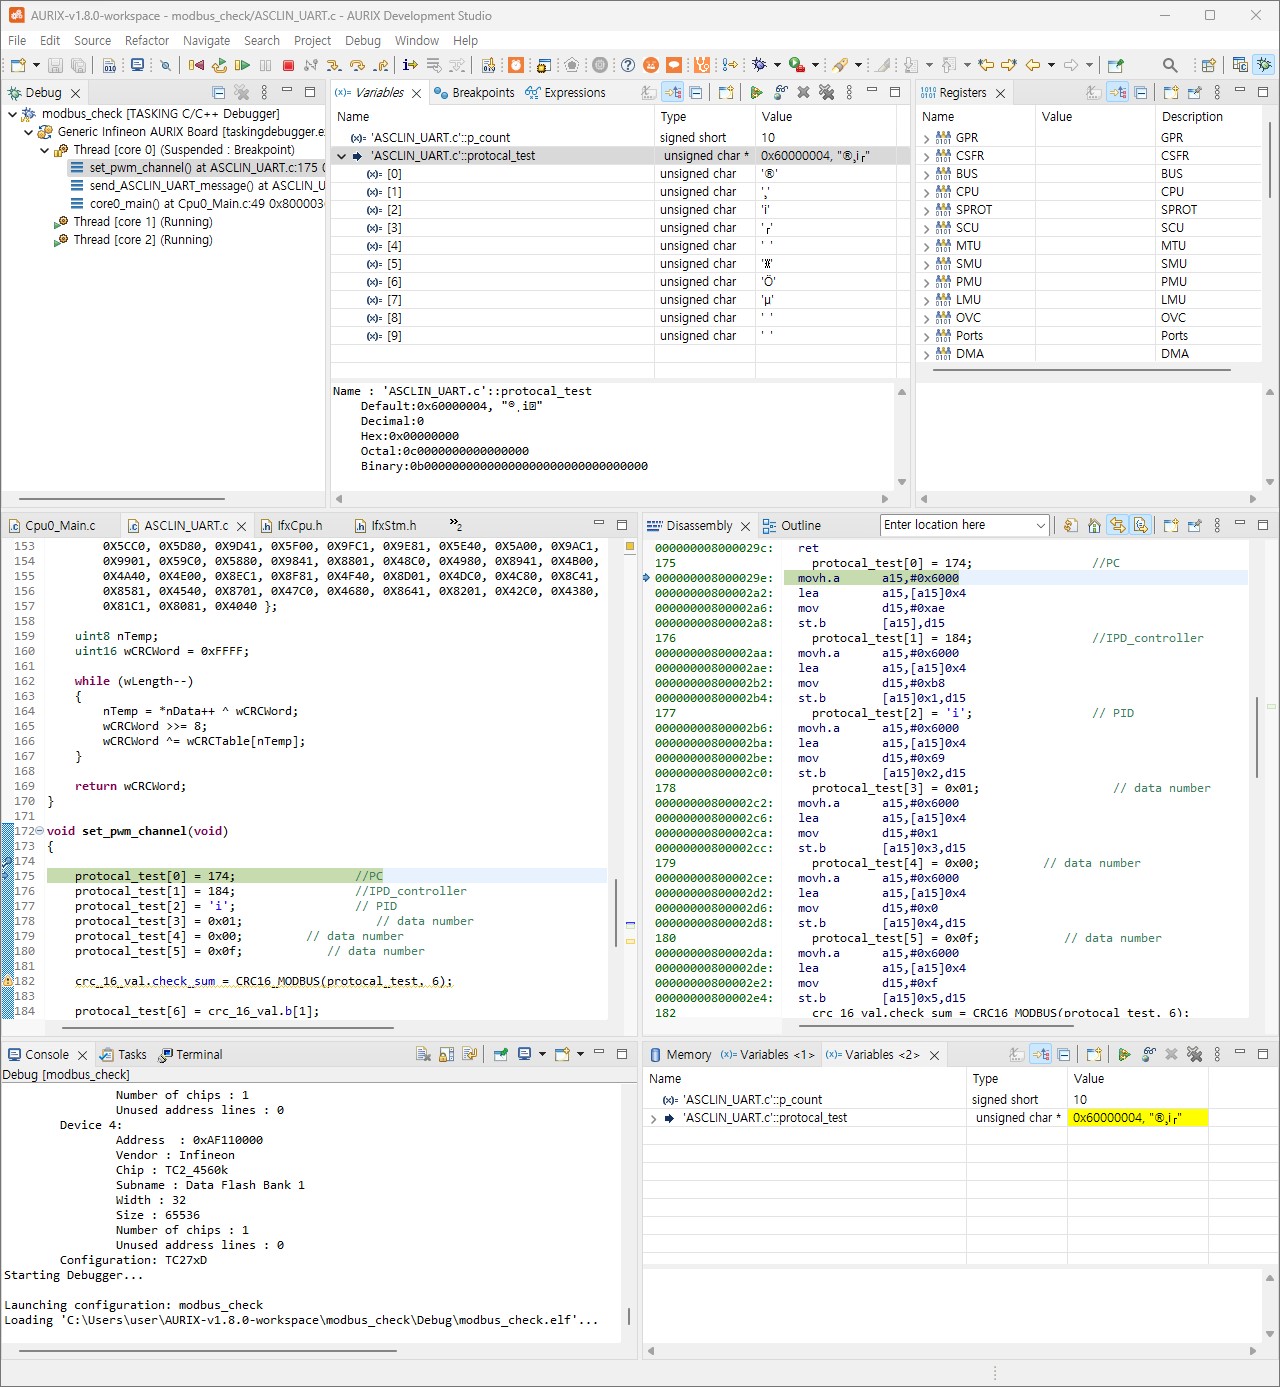 AURIX-v1.8.0-workspace - modbus_check/ASCLIN_UART.c - AURIX Development Studio
File Edit Source Refactor Navigate Search Project Debug Window Help
Debug
modbus_check [TASKING C/C++ Debugger]
Generic Infineon AURIX Board [taskingdebugger.e
Thread [core 0] (Suspended : Breakpoint)
set_pwm_channel() at ASCLIN_UART.c:175 0
send_ASCLIN_UART_message() at ASCLIN_U
core0_main() at Cpu0_Main.c:49 0x800003
Thread [core 1] (Running)
Thread [core 2] (Running)
(x)= Variables Breakpoints Expressions
Name Type Value
(x)= 'ASCLIN_UART.c'::p_count signed short 10
'ASCLIN_UART.c'::protocal_test unsigned char * 0x60000004, "®¸i┌"
(x)= [0] unsigned char '®'
(x)= [1] unsigned char '¸'
(x)= [2] unsigned char 'i'
(x)= [3] unsigned char '┌'
(x)= [4] unsigned char ' '
(x)= [5] unsigned char '¤'
(x)= [6] unsigned char 'Ö'
(x)= [7] unsigned char 'µ'
(x)= [8] unsigned char ' '
(x)= [9] unsigned char ' '
Name : 'ASCLIN_UART.c'::protocal_test
Default:0x60000004, "®¸i"
Decimal:0
Hex:0x00000000
Octal:0c0000000000000000
Binary:0b00000000000000000000000000000000
Registers
Name Value Description
GPR GPR
CSFR CSFR
BUS BUS
CPU CPU
SPROT SPROT
SCU SCU
MTU MTU
SMU SMU
PMU PMU
LMU LMU
OVC OVC
Ports Ports
DMA DMA
Cpu0_Main.c ASCLIN_UART.c IfxCpu.h IfxStm.h »2
153 0X5CC0, 0X5D80, 0X9D41, 0X5F00, 0X9FC1, 0X9E81, 0X5E40, 0X5A00, 0X9AC1,
154 0X9901, 0X59C0, 0X5880, 0X9841, 0X8801, 0X48C0, 0X4980, 0X8941, 0X4B00,
155 0X4A40, 0X4E00, 0X8EC1, 0X8F81, 0X4F40, 0X8D01, 0X4DC0, 0X4C80, 0X8C41,
156 0X8581, 0X4540, 0X8701, 0X47C0, 0X4680, 0X8641, 0X8201, 0X42C0, 0X4380,
157 0X81C1, 0X8081, 0X4040 };
158
159 uint8 nTemp;
160 uint16 wCRCWord = 0xFFFF;
161
162 while (wLength--)
163 {
164 nTemp = *nData++ ^ wCRCWord;
165 wCRCWord >>= 8;
166 wCRCWord ^= wCRCTable[nTemp];
167 }
168
169 return wCRCWord;
170 }
171
172 void set_pwm_channel(void)
173 {
174
175 protocal_test[0] = 174; //PC
176 protocal_test[1] = 184; //IPD_controller
177 protocal_test[2] = 'i'; // PID
178 protocal_test[3] = 0x01; // data number
179 protocal_test[4] = 0x00; // data number
180 protocal_test[5] = 0x0f; // data number
181
182 crc_16_val.check_sum = CRC16_MODBUS(protocal_test, 6);
183
184 protocal_test[6] = crc_16_val.b[1];
Disassembly Outline Enter location here
000000008000029c: ret
175 protocal_test[0] = 174; //PC
000000008000029e: movh.a a15,#0x6000
00000000800002a2: lea a15,[a15]0x4
00000000800002a6: mov d15,#0xae
00000000800002a8: st.b [a15],d15
176 protocal_test[1] = 184; //IPD_controller
00000000800002aa: movh.a a15,#0x6000
00000000800002ae: lea a15,[a15]0x4
00000000800002b2: mov d15,#0xb8
00000000800002b4: st.b [a15]0x1,d15
177 protocal_test[2] = 'i'; // PID
00000000800002b6: movh.a a15,#0x6000
00000000800002ba: lea a15,[a15]0x4
00000000800002be: mov d15,#0x69
00000000800002c0: st.b [a15]0x2,d15
178 protocal_test[3] = 0x01; // data number
00000000800002c2: movh.a a15,#0x6000
00000000800002c6: lea a15,[a15]0x4
00000000800002ca: mov d15,#0x1
00000000800002cc: st.b [a15]0x3,d15
179 protocal_test[4] = 0x00; // data number
00000000800002ce: movh.a a15,#0x6000
00000000800002d2: lea a15,[a15]0x4
00000000800002d6: mov d15,#0x0
00000000800002d8: st.b [a15]0x4,d15
180 protocal_test[5] = 0x0f; // data number
00000000800002da: movh.a a15,#0x6000
00000000800002de: lea a15,[a15]0x4
00000000800002e2: mov d15,#0xf
00000000800002e4: st.b [a15]0x5,d15
182 crc_16_val.check_sum = CRC16_MODBUS(protocal_test, 6);
Console Tasks Terminal
Debug [modbus_check]
Number of chips : 1
Unused address lines : 0
Device 4:
Address : 0xAF110000
Vendor : Infineon
Chip : TC2_4560k
Subname : Data Flash Bank 1
Width : 32
Size : 65536
Number of chips : 1
Unused address lines : 0
Configuration: TC27xD
Starting Debugger...
Launching configuration: modbus_check
Loading 'C:\Users\user\AURIX-v1.8.0-workspace\modbus_check\Debug\modbus_check.elf'...
Memory (x)= Variables <1> (x)= Variables <2>
Name Type Value
(x)= 'ASCLIN_UART.c'::p_count signed short 10
'ASCLIN_UART.c'::protocal_test unsigned char * 0x60000004, "®¸i┌"